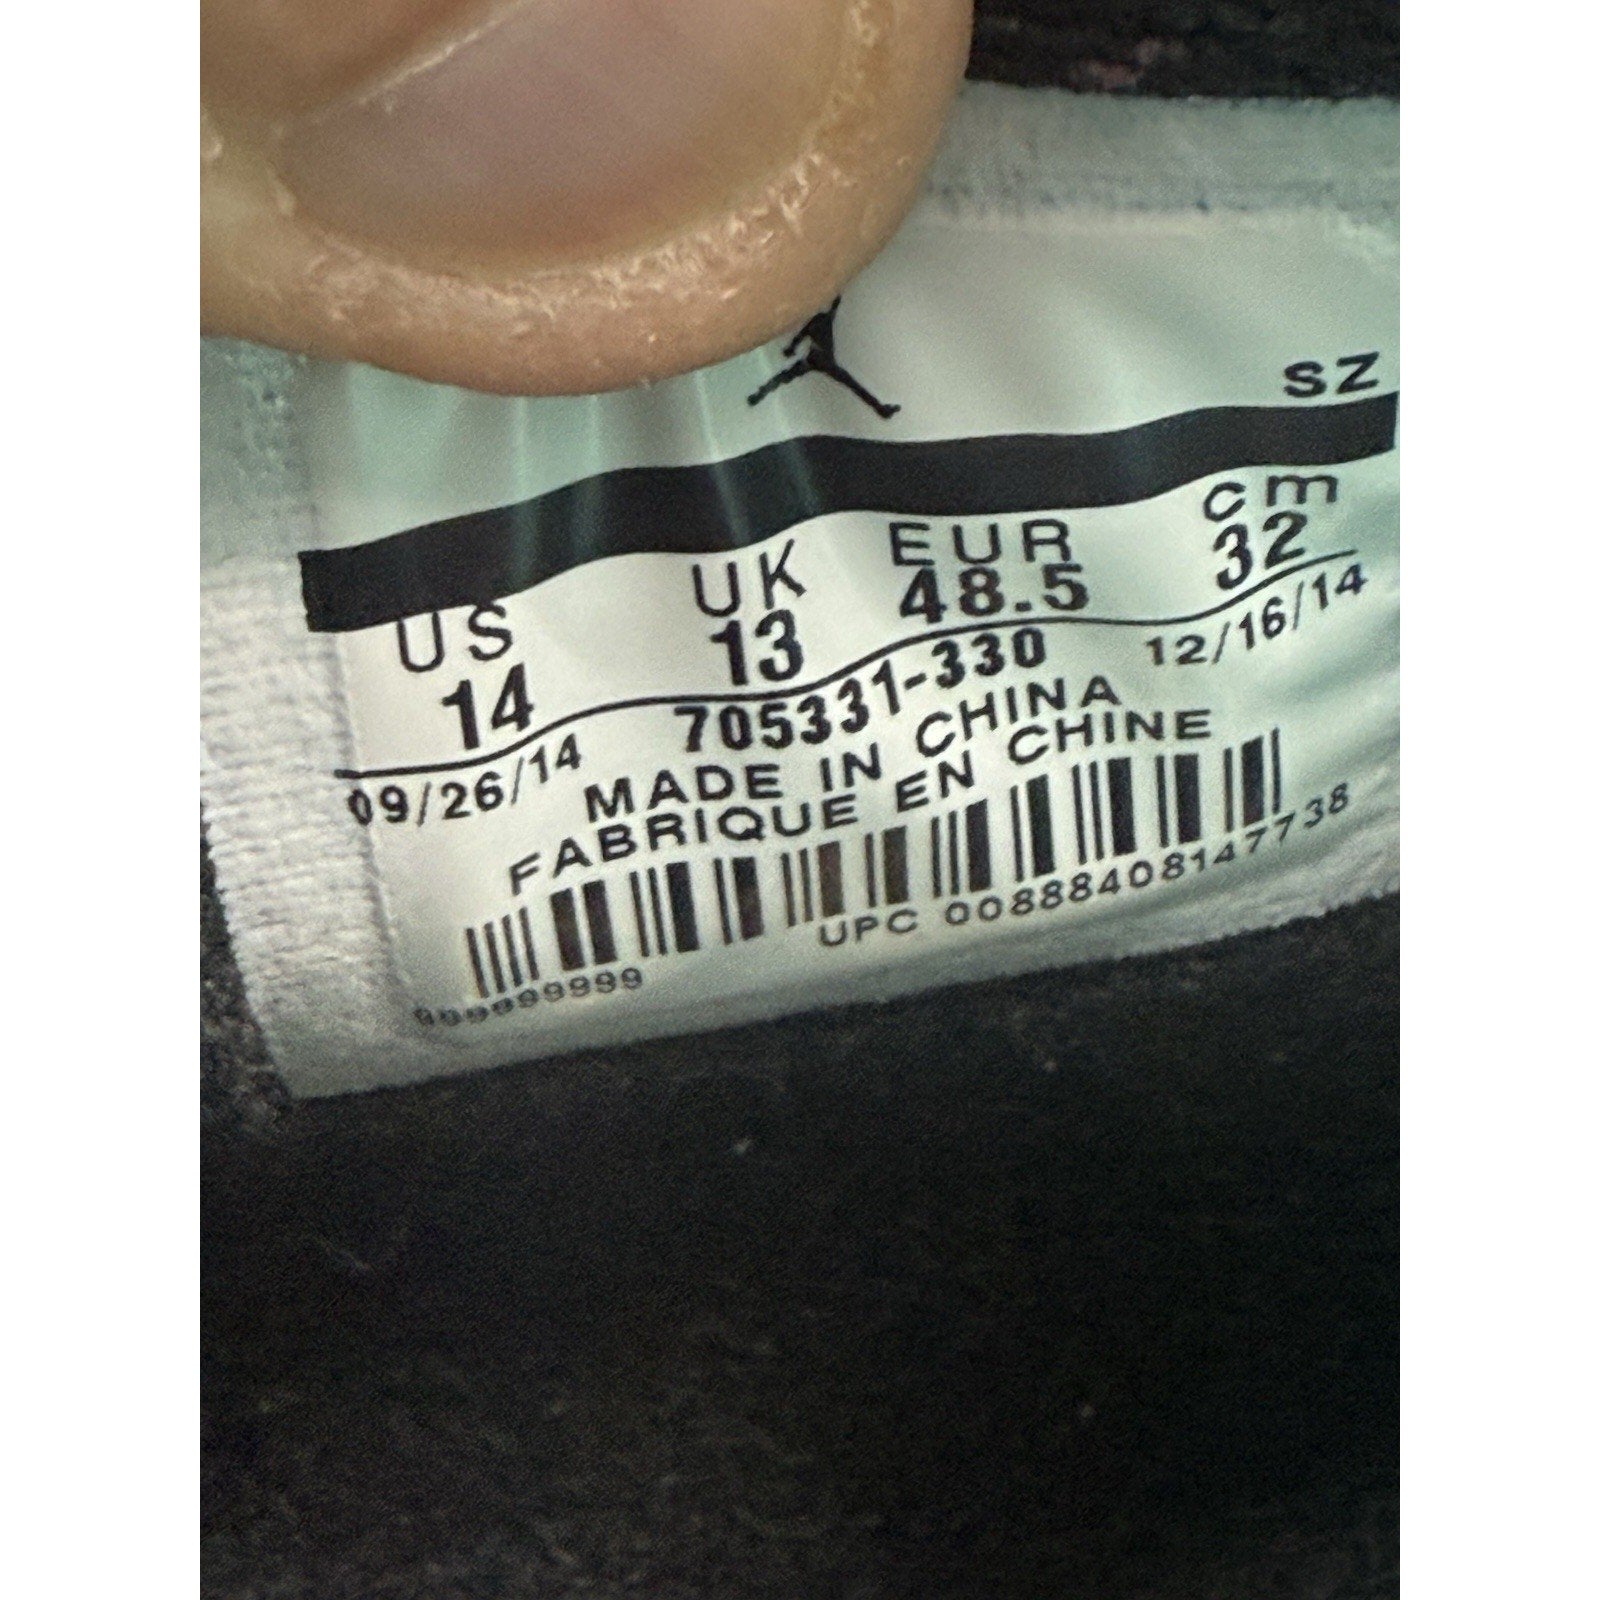 SZ
US UK EUR cm
14 13 48.5 32
09/26/14 705331-330 12/16/14
MADE IN CHINA
FABRIQUE EN CHINE
UPC 00888408147738